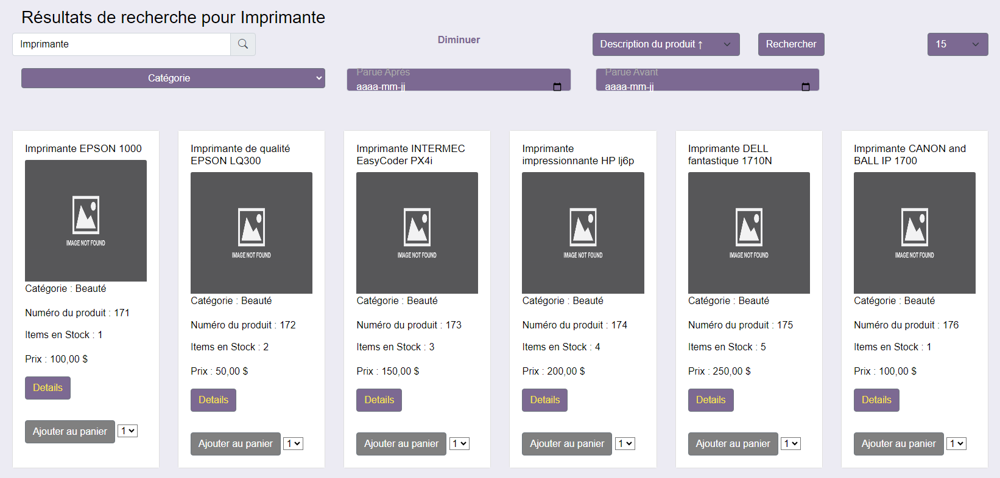 Résultats de recherche pour Imprimante
Imprimante
Diminuer
Description du produit ↑
Rechercher
15
Catégorie
Parue Après
aaaa-mm-jj
Parue Avant
aaaa-mm-jj
Imprimante EPSON 1000
IMAGE NOT FOUND
Catégorie : Beauté
Numéro du produit : 171
Items en Stock : 1
Prix : 100,00 $
Details
Ajouter au panier 1
Imprimante de qualité
EPSON LQ300
IMAGE NOT FOUND
Catégorie : Beauté
Numéro du produit : 172
Items en Stock : 2
Prix : 50,00 $
Details
Ajouter au panier 1
Imprimante INTERMEC
EasyCoder PX4i
IMAGE NOT FOUND
Catégorie : Beauté
Numéro du produit : 173
Items en Stock : 3
Prix : 150,00 $
Details
Ajouter au panier 1
Imprimante
impressionnante HP lj6p
IMAGE NOT FOUND
Catégorie : Beauté
Numéro du produit : 174
Items en Stock : 4
Prix : 200,00 $
Details
Ajouter au panier 1
Imprimante DELL
fantastique 1710N
IMAGE NOT FOUND
Catégorie : Beauté
Numéro du produit : 175
Items en Stock : 5
Prix : 250,00 $
Details
Ajouter au panier 1
Imprimante CANON and
BALL IP 1700
IMAGE NOT FOUND
Catégorie : Beauté
Numéro du produit : 176
Items en Stock : 1
Prix : 100,00 $
Details
Ajouter au panier 1